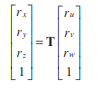 [r_x]   [r_u]
[r_y] = T [r_v]
[r_z]   [r_w]
[1]   [1]